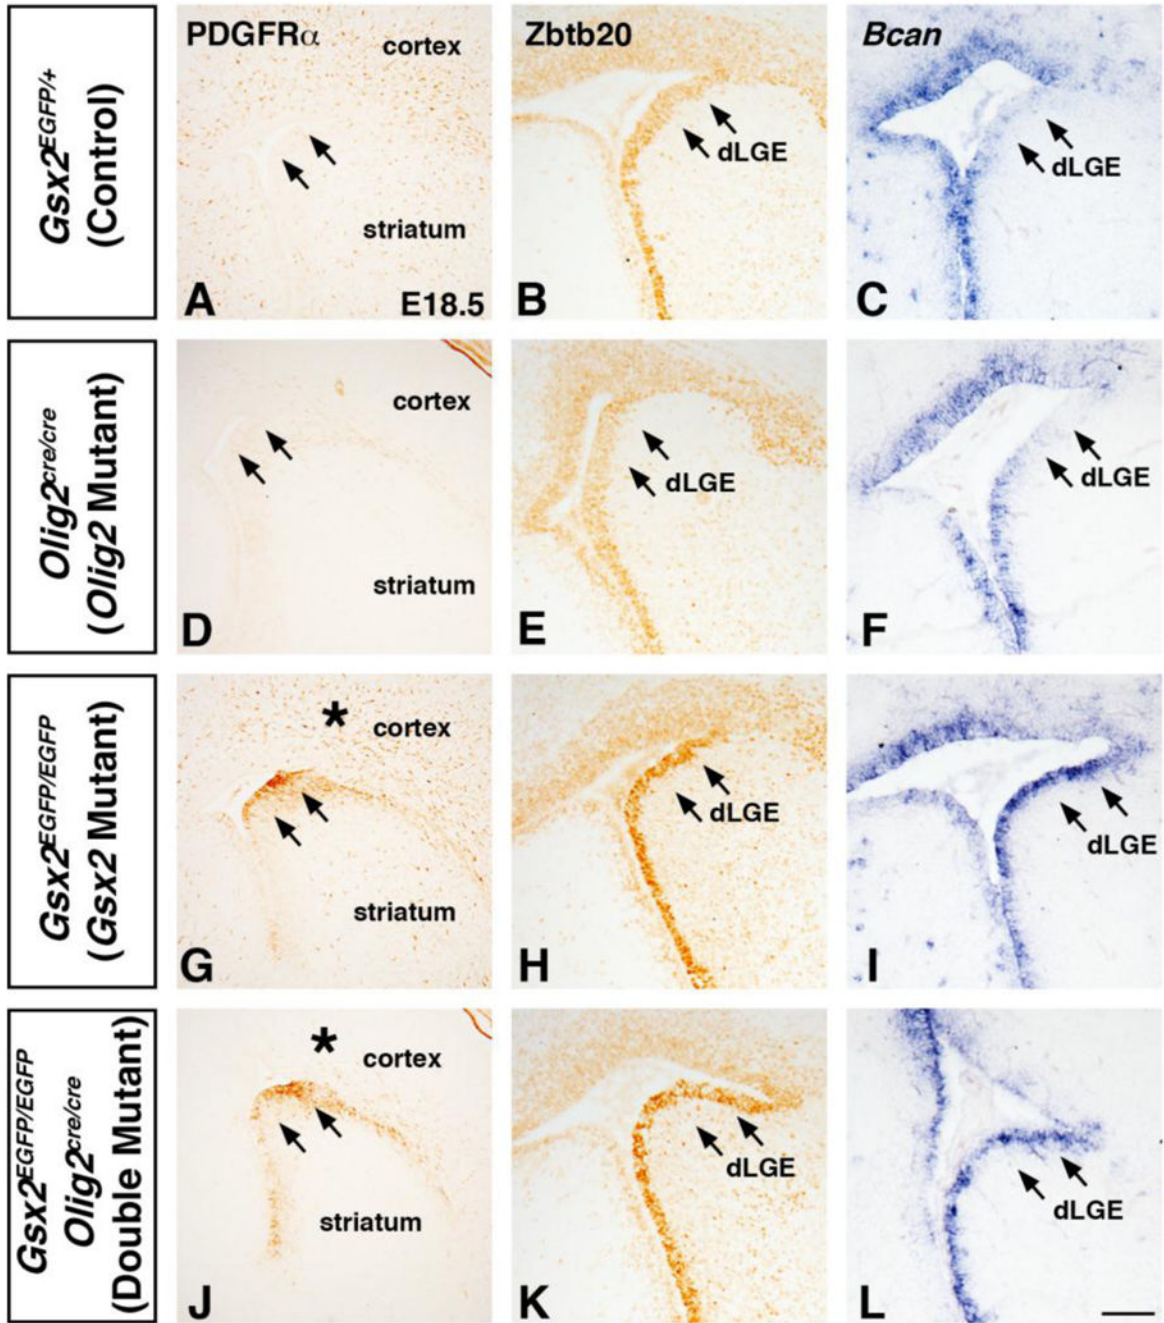 Gsx2EGFP/+
(Control)
PDGFRα
cortex
striatum
A
E18.5
Zbtb20
dLGE
B
Bcan
dLGE
C
Olig2cre/cre
(Olig2 Mutant)
cortex
striatum
D
dLGE
E
dLGE
F
Gsx2EGFP/EGFP
(Gsx2 Mutant)
*
cortex
striatum
G
dLGE
H
dLGE
I
Gsx2EGFP/EGFP
Olig2cre/cre
(Double Mutant)
*
cortex
striatum
J
dLGE
K
dLGE
L